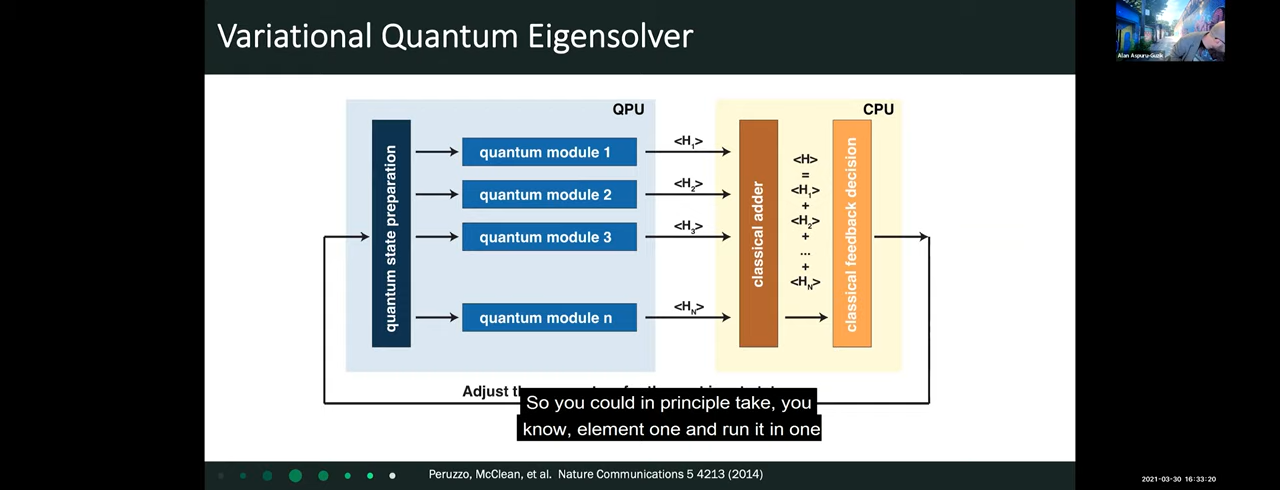 Variational Quantum Eigensolver
Alan Aspuru-Guzik
QPU
CPU
quantum state preparation
quantum module 1
quantum module 2
quantum module 3
quantum module n
<H₁>
<H₂>
<H₃>
<H_N>
classical adder
<H>
=
<H₁>
+
<H₂>
+
...
+
<H_N>
classical feedback decision
Adjust
So you could in principle take, you
know, element one and run it in one
Peruzzo, McClean, et al. Nature Communications 5 4213 (2014)
2021-03-30 16:33:20